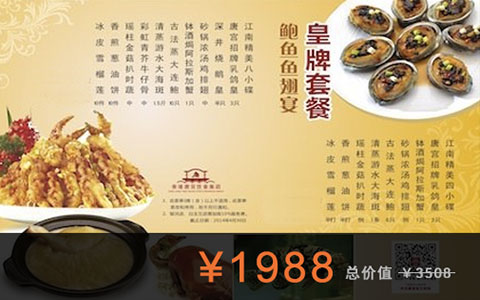 皇牌套餐
鲍鱼鱼翅宴
江南精美八小碟
唐宫招牌乳鸽皇
砂锅浓汤鸡排翅
深井烧鹅皇
钵酒焗阿拉斯加蟹
古法蒸大连鲍
清蒸游水大海斑
彩虹青芥牛仔骨
瑶柱金菇扒时蔬
香煎葱油饼
冰皮雪榴莲
江南精美四小碟
唐宫招牌乳鸽皇
砂锅浓汤鸡排翅
钵酒焗阿拉斯加蟹
古法蒸大连鲍
清蒸游水大海斑
瑶柱金菇扒时蔬
香煎葱油饼
冰皮雪榴莲
¥1988 总价值 ¥3508